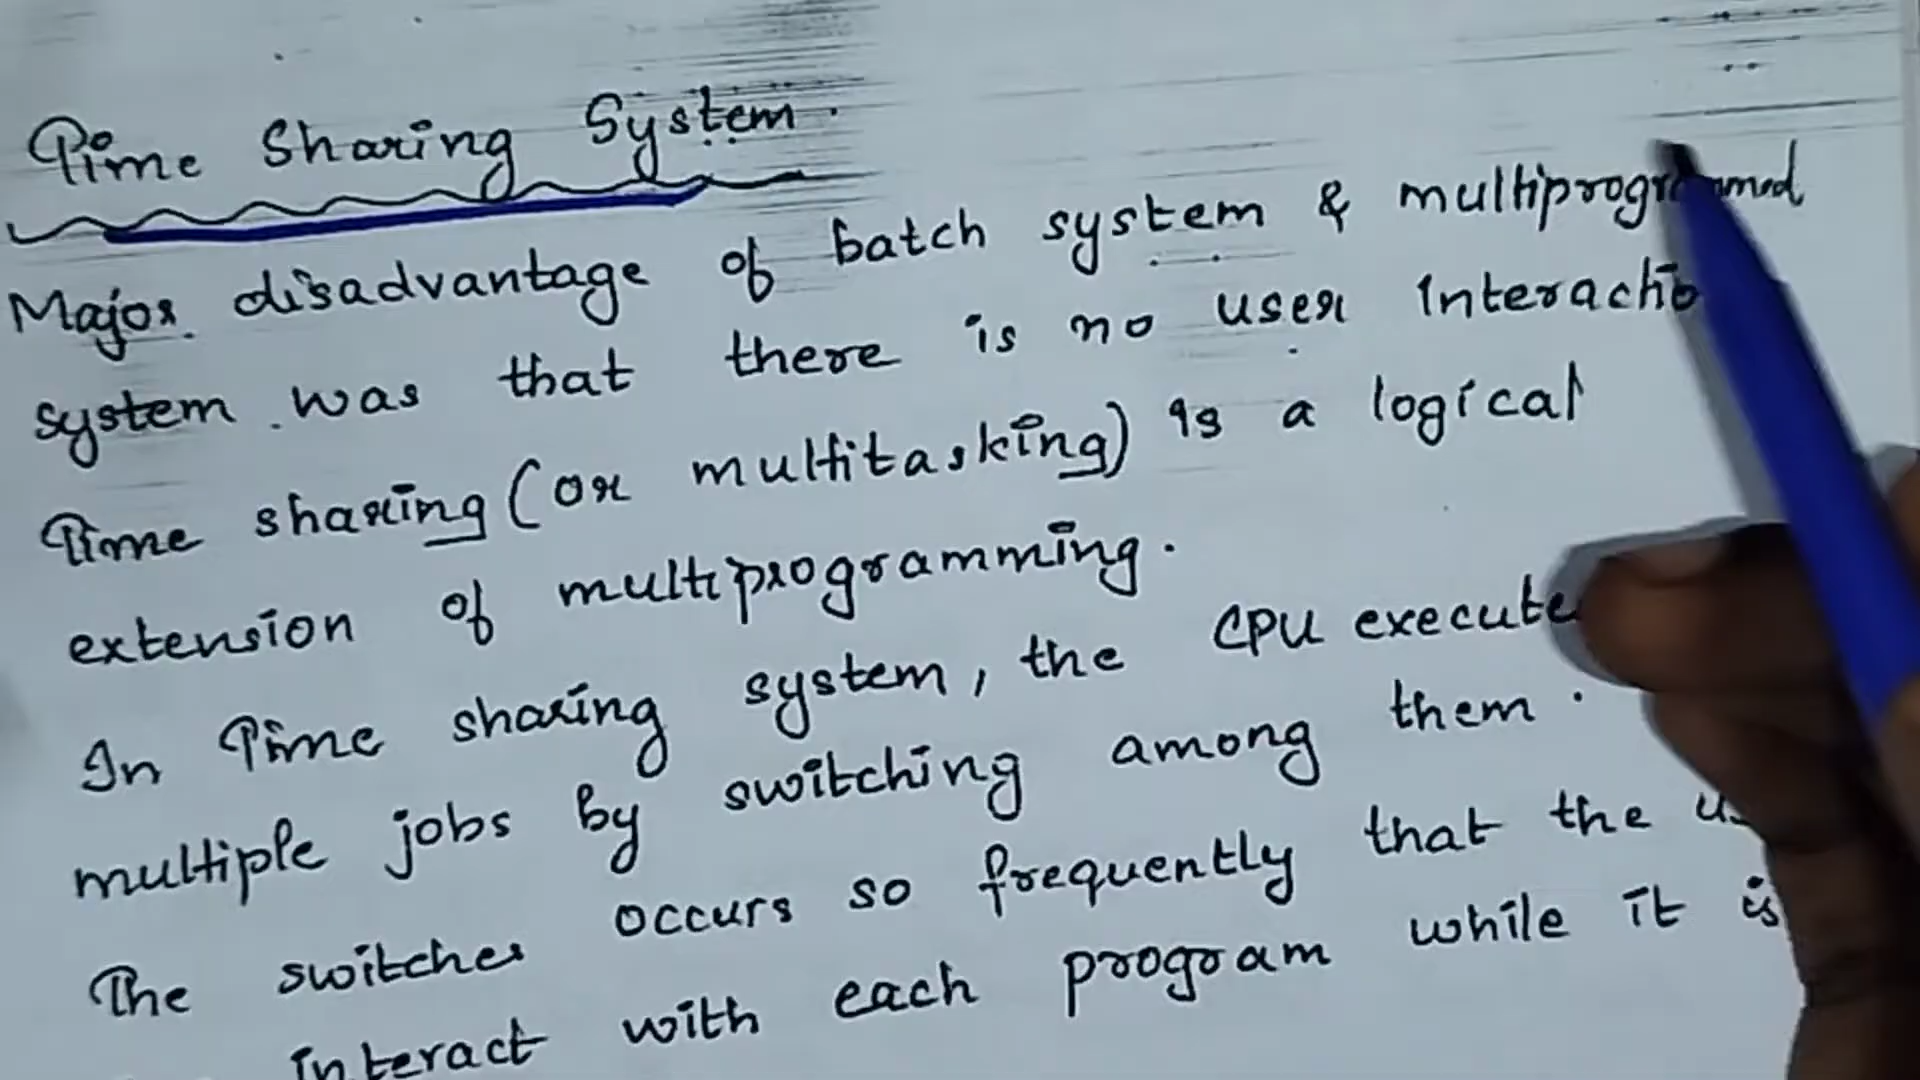 Time Sharing System.
Major disadvantage of batch system & multiprogrammed
system was that there is no user interactio
Time sharing (or multitasking) is a logical
extension of multiprogramming.
In Time sharing system, the CPU execute
multiple jobs by switching among them.
The switches occurs so frequently that the
interact with each program while it is